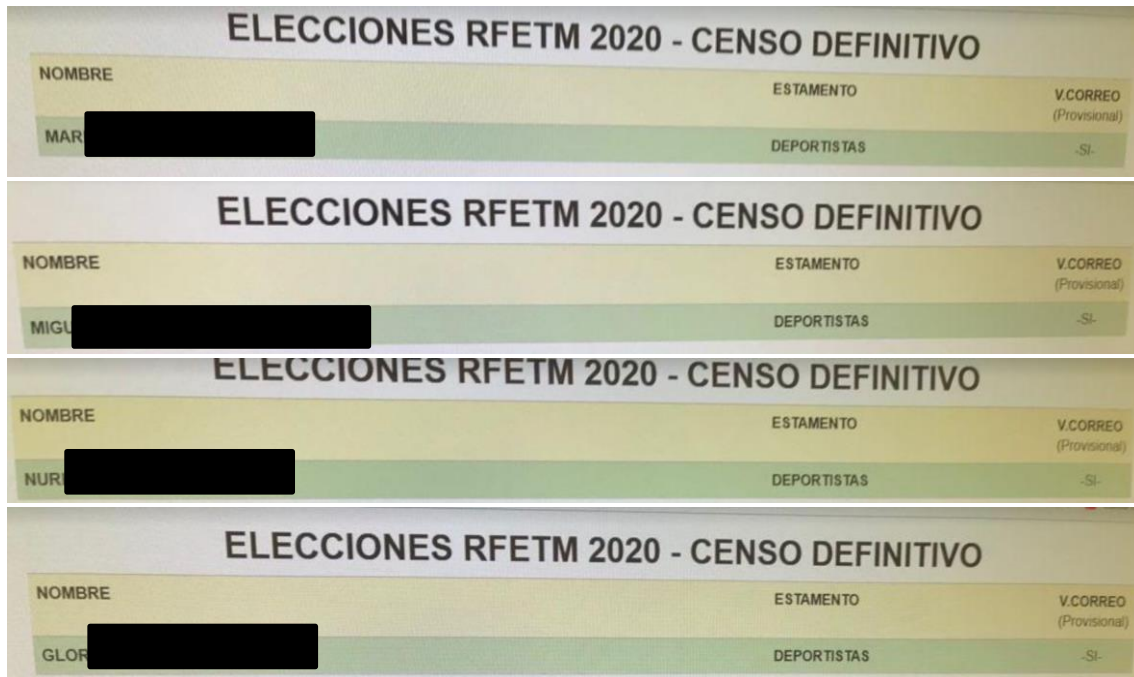 ELECCIONES RFETM 2020 - CENSO DEFINITIVO
NOMBRE ESTAMENTO V.CORREO
(Provisional)
MAR DEPORTISTAS -SI-
ELECCIONES RFETM 2020 - CENSO DEFINITIVO
NOMBRE ESTAMENTO V.CORREO
(Provisional)
MIGU DEPORTISTAS -SI-
ELECCIONES RFETM 2020 - CENSO DEFINITIVO
NOMBRE ESTAMENTO V.CORREO
(Provisional)
NUR DEPORTISTAS -SI-
ELECCIONES RFETM 2020 - CENSO DEFINITIVO
NOMBRE ESTAMENTO V.CORREO
(Provisional)
GLOR DEPORTISTAS -SI-